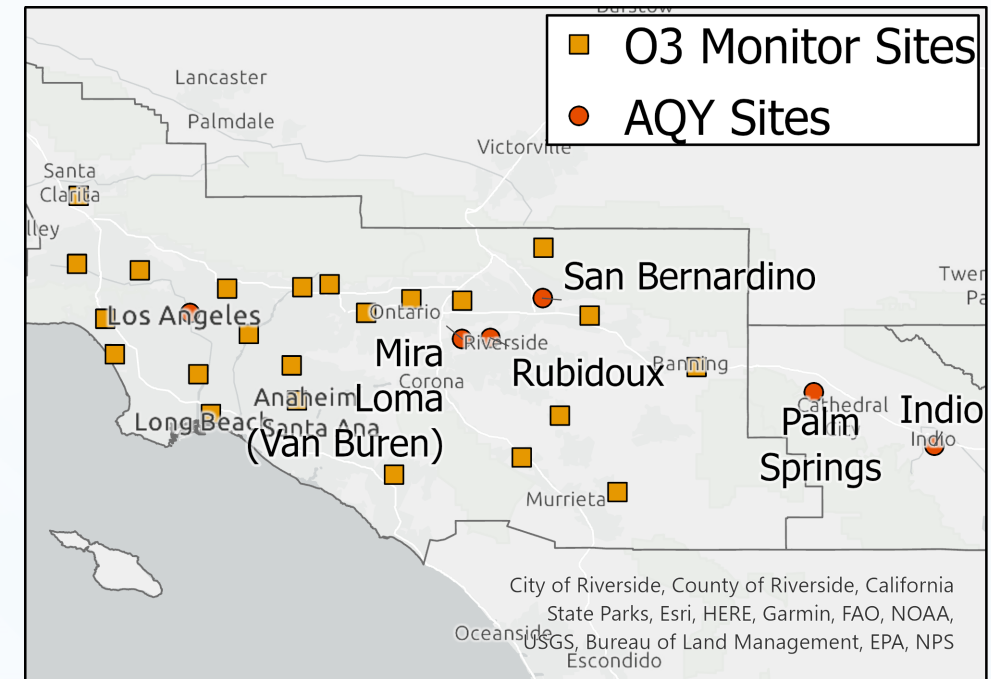 Barstow
O3 Monitor Sites
AQY Sites
Lancaster
Palmdale
Victorville
Santa
Clarita
lley
San Bernardino
Twen
Pa
Los Angeles
Ontario
Riverside
Mira
Loma
(Van Buren)
Rubidoux
Banning
Corona
Anaheim
Long Beach
Santa Ana
Cathedral
City
Palm
Springs
Indio
Indio
Murrieta
City of Riverside, County of Riverside, California
State Parks, Esri, HERE, Garmin, FAO, NOAA,
USGS, Bureau of Land Management, EPA, NPS
Oceanside
Escondido